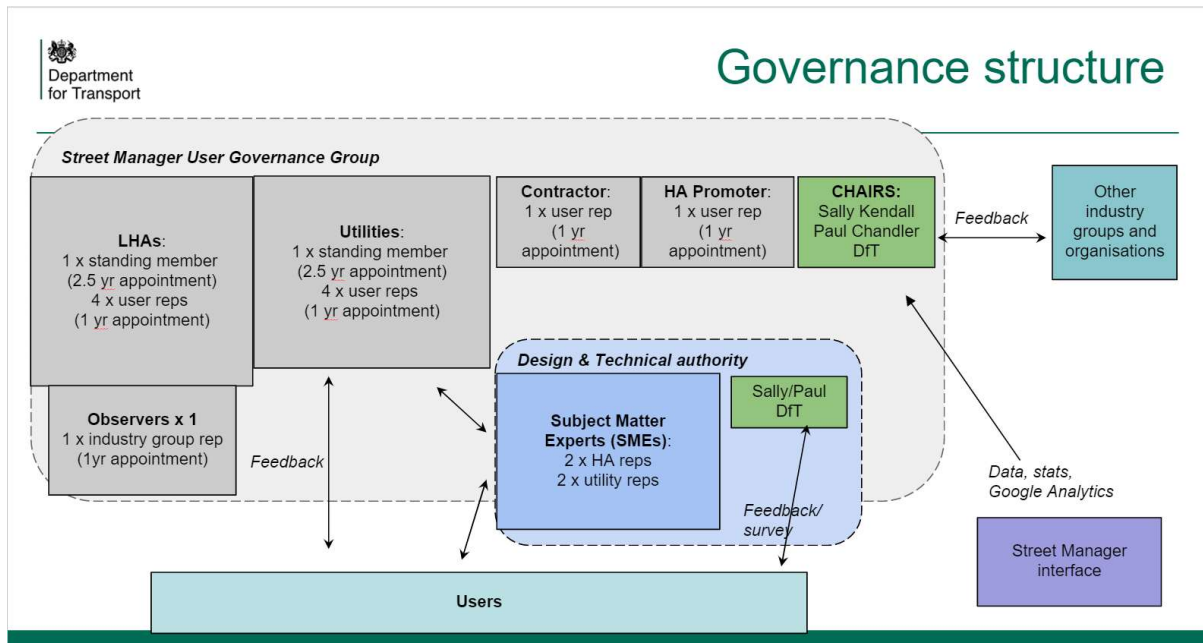 Department
for Transport
Governance structure
Street Manager User Governance Group
LHAs:
1 x standing member
(2.5 yr appointment)
4 x user reps
(1 yr appointment)
Utilities:
1 x standing member
(2.5 yr appointment)
4 x user reps
(1 yr appointment)
Contractor:
1 x user rep
(1 yr
appointment)
HA Promoter:
1 x user rep
(1 yr
appointment)
CHAIRS:
Sally Kendall
Paul Chandler
DfT
Feedback
Other
industry
groups and
organisations
Observers x 1
1 x industry group rep
(1yr appointment)
Feedback
Design & Technical authority
Subject Matter
Experts (SMEs):
2 x HA reps
2 x utility reps
Sally/Paul
DfT
Feedback/
survey
Data, stats,
Google Analytics
Street Manager
interface
Users